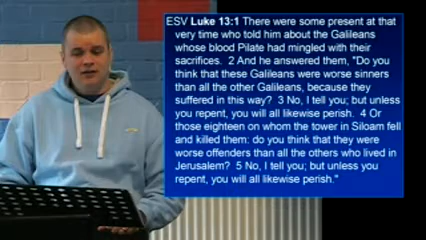 ESV Luke 13:1 There were some present at that
very time who told him about the Galileans
whose blood Pilate had mingled with their
sacrifices.  2 And he answered them, "Do you
think that these Galileans were worse sinners
than all the other Galileans, because they
suffered in this way?  3 No, I tell you; but unless
you repent, you will all likewise perish.  4 Or
those eighteen on whom the tower in Siloam fell
and killed them: do you think that they were
worse offenders than all the others who lived in
Jerusalem?  5 No, I tell you; but unless you
repent, you will all likewise perish."